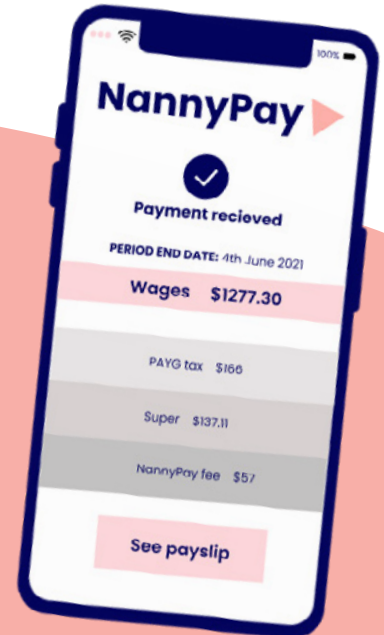 100%
NannyPay
Payment recieved
PERIOD END DATE: 4th June 2021
Wages $1277.30
PAYG tax $166
Super $137.11
NannyPay fee $57
See payslip